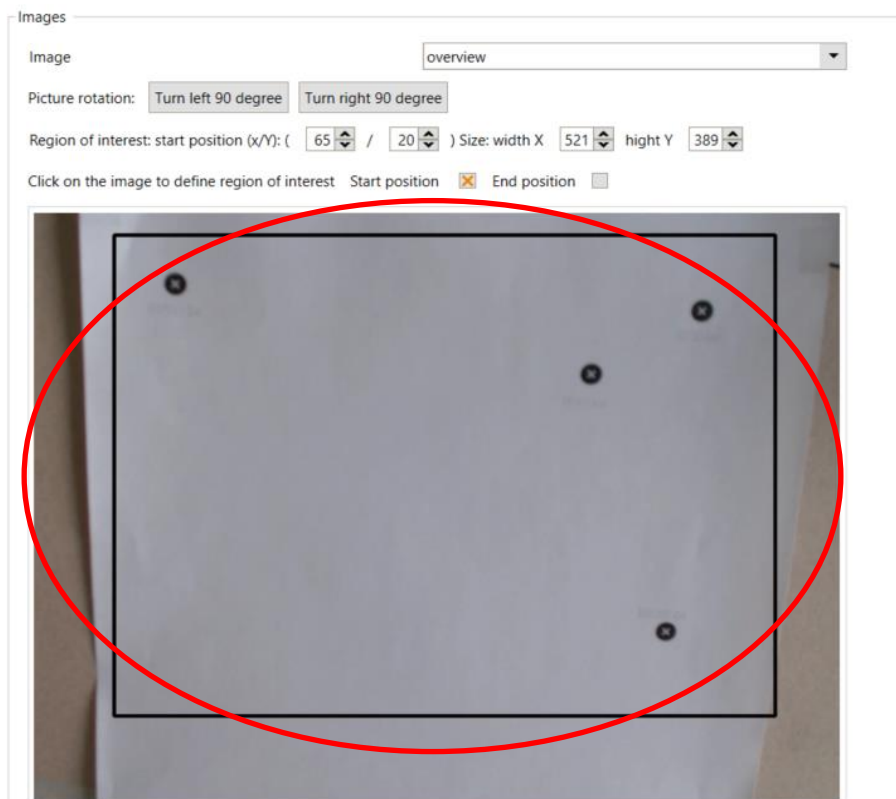 Images
Image overview
Picture rotation: Turn left 90 degree Turn right 90 degree
Region of interest: start position (x/Y): ( 65 / 20 ) Size: width X 521 hight Y 389
Click on the image to define region of interest Start position End position